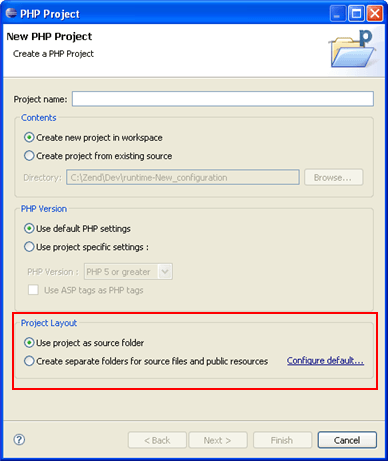 PHP Project
New PHP Project
Create a PHP Project
Project name:
Contents
Create new project in workspace
Create project from existing source
Directory: C:\Zend\Dev\runtime-New_configuration Browse...
PHP Version
Use default PHP settings
Use project specific settings :
PHP Version : PHP 5 or greater
Use ASP tags as PHP tags
Project Layout
Use project as source folder
Create separate folders for source files and public resources Configure default...
? < Back Next > Finish Cancel